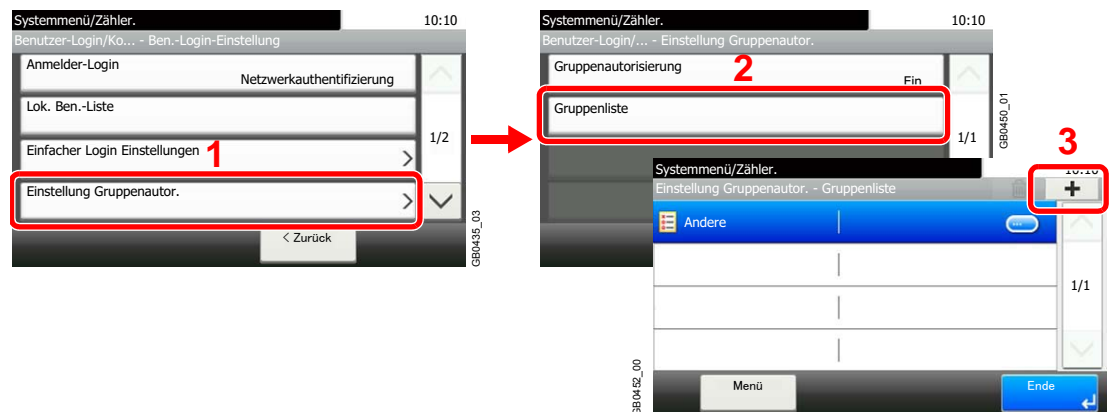 Systemmenü/Zähler. 10:10
Benutzer-Login/Ko... - Ben.-Login-Einstellung
Anmelder-Login
Netzwerkauthentifizierung
Lok. Ben.-Liste
1/2
Einfacher Login Einstellungen 1
Einstellung Gruppenautor.
< Zurück
GB0435_03
Systemmenü/Zähler. 10:10
Benutzer-Login/... - Einstellung Gruppenautor.
Gruppenautorisierung 2
Ein
Gruppenliste
1/1
GB0450_01
3
Systemmenü/Zähler. 10:10
Einstellung Gruppenautor. - Gruppenliste
+
Andere
1/1
Menü
Ende
GB0452_00